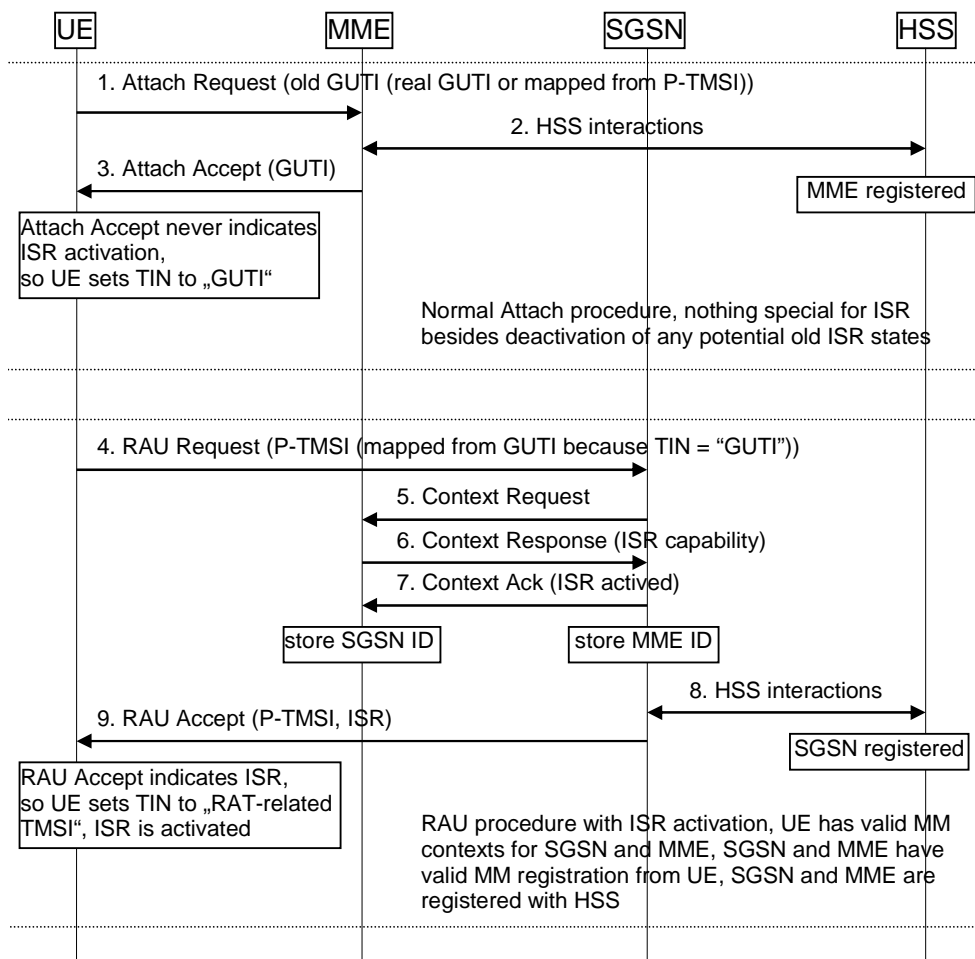 UE
MME
SGSN
HSS
1. Attach Request (old GUTI (real GUTI or mapped from P-TMSI))
2. HSS interactions
3. Attach Accept (GUTI)
MME registered
Attach Accept never indicates
ISR activation,
so UE sets TIN to „GUTI“
Normal Attach procedure, nothing special for ISR
besides deactivation of any potential old ISR states
4. RAU Request (P-TMSI (mapped from GUTI because TIN = “GUTI”))
5. Context Request
6. Context Response (ISR capability)
7. Context Ack (ISR actived)
store SGSN ID
store MME ID
8. HSS interactions
9. RAU Accept (P-TMSI, ISR)
SGSN registered
RAU Accept indicates ISR,
so UE sets TIN to „RAT-related
TMSI“, ISR is activated
RAU procedure with ISR activation, UE has valid MM
contexts for SGSN and MME, SGSN and MME have
valid MM registration from UE, SGSN and MME are
registered with HSS